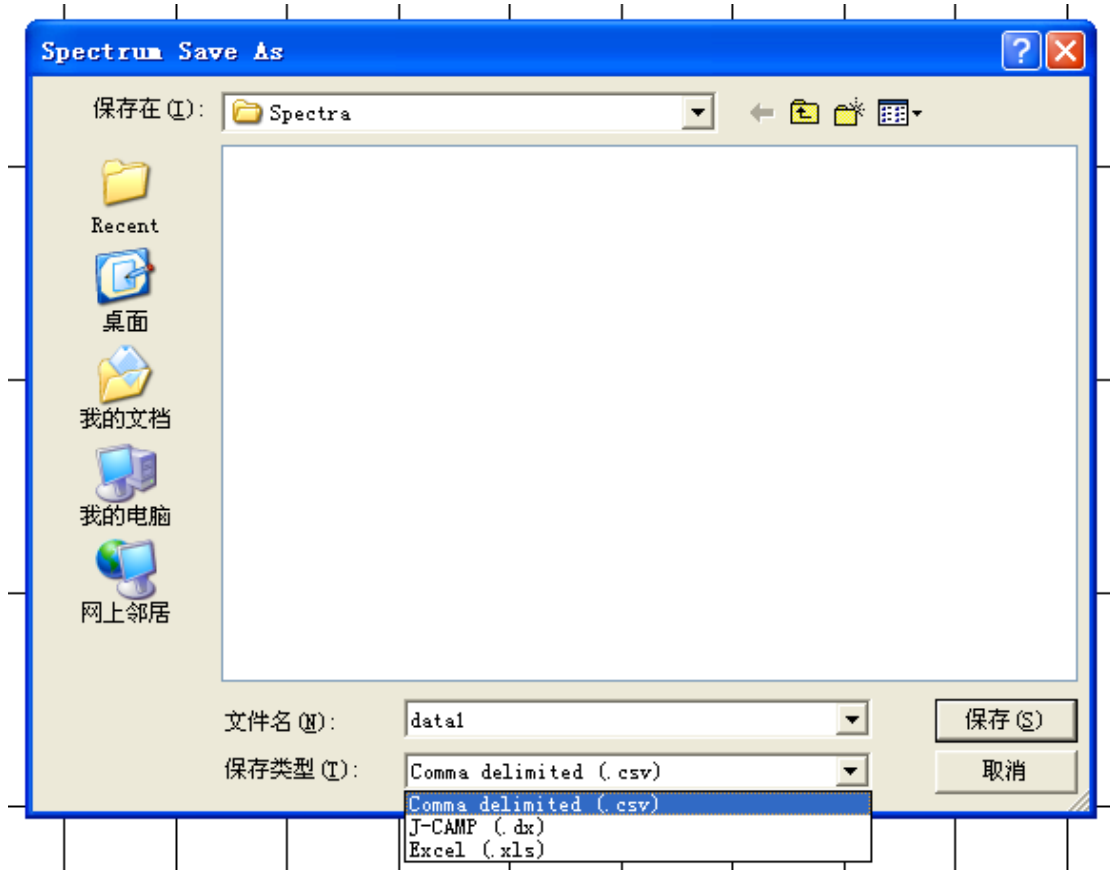 Spectrum Save As
保存在(I):
Spectra
Recent
桌面
我的文档
我的电脑
网上邻居
文件名(N):
data1
保存(S)
保存类型(T):
Comma delimited (.csv)
取消
Comma delimited (.csv)
J-CAMP (.dx)
Excel (.xls)